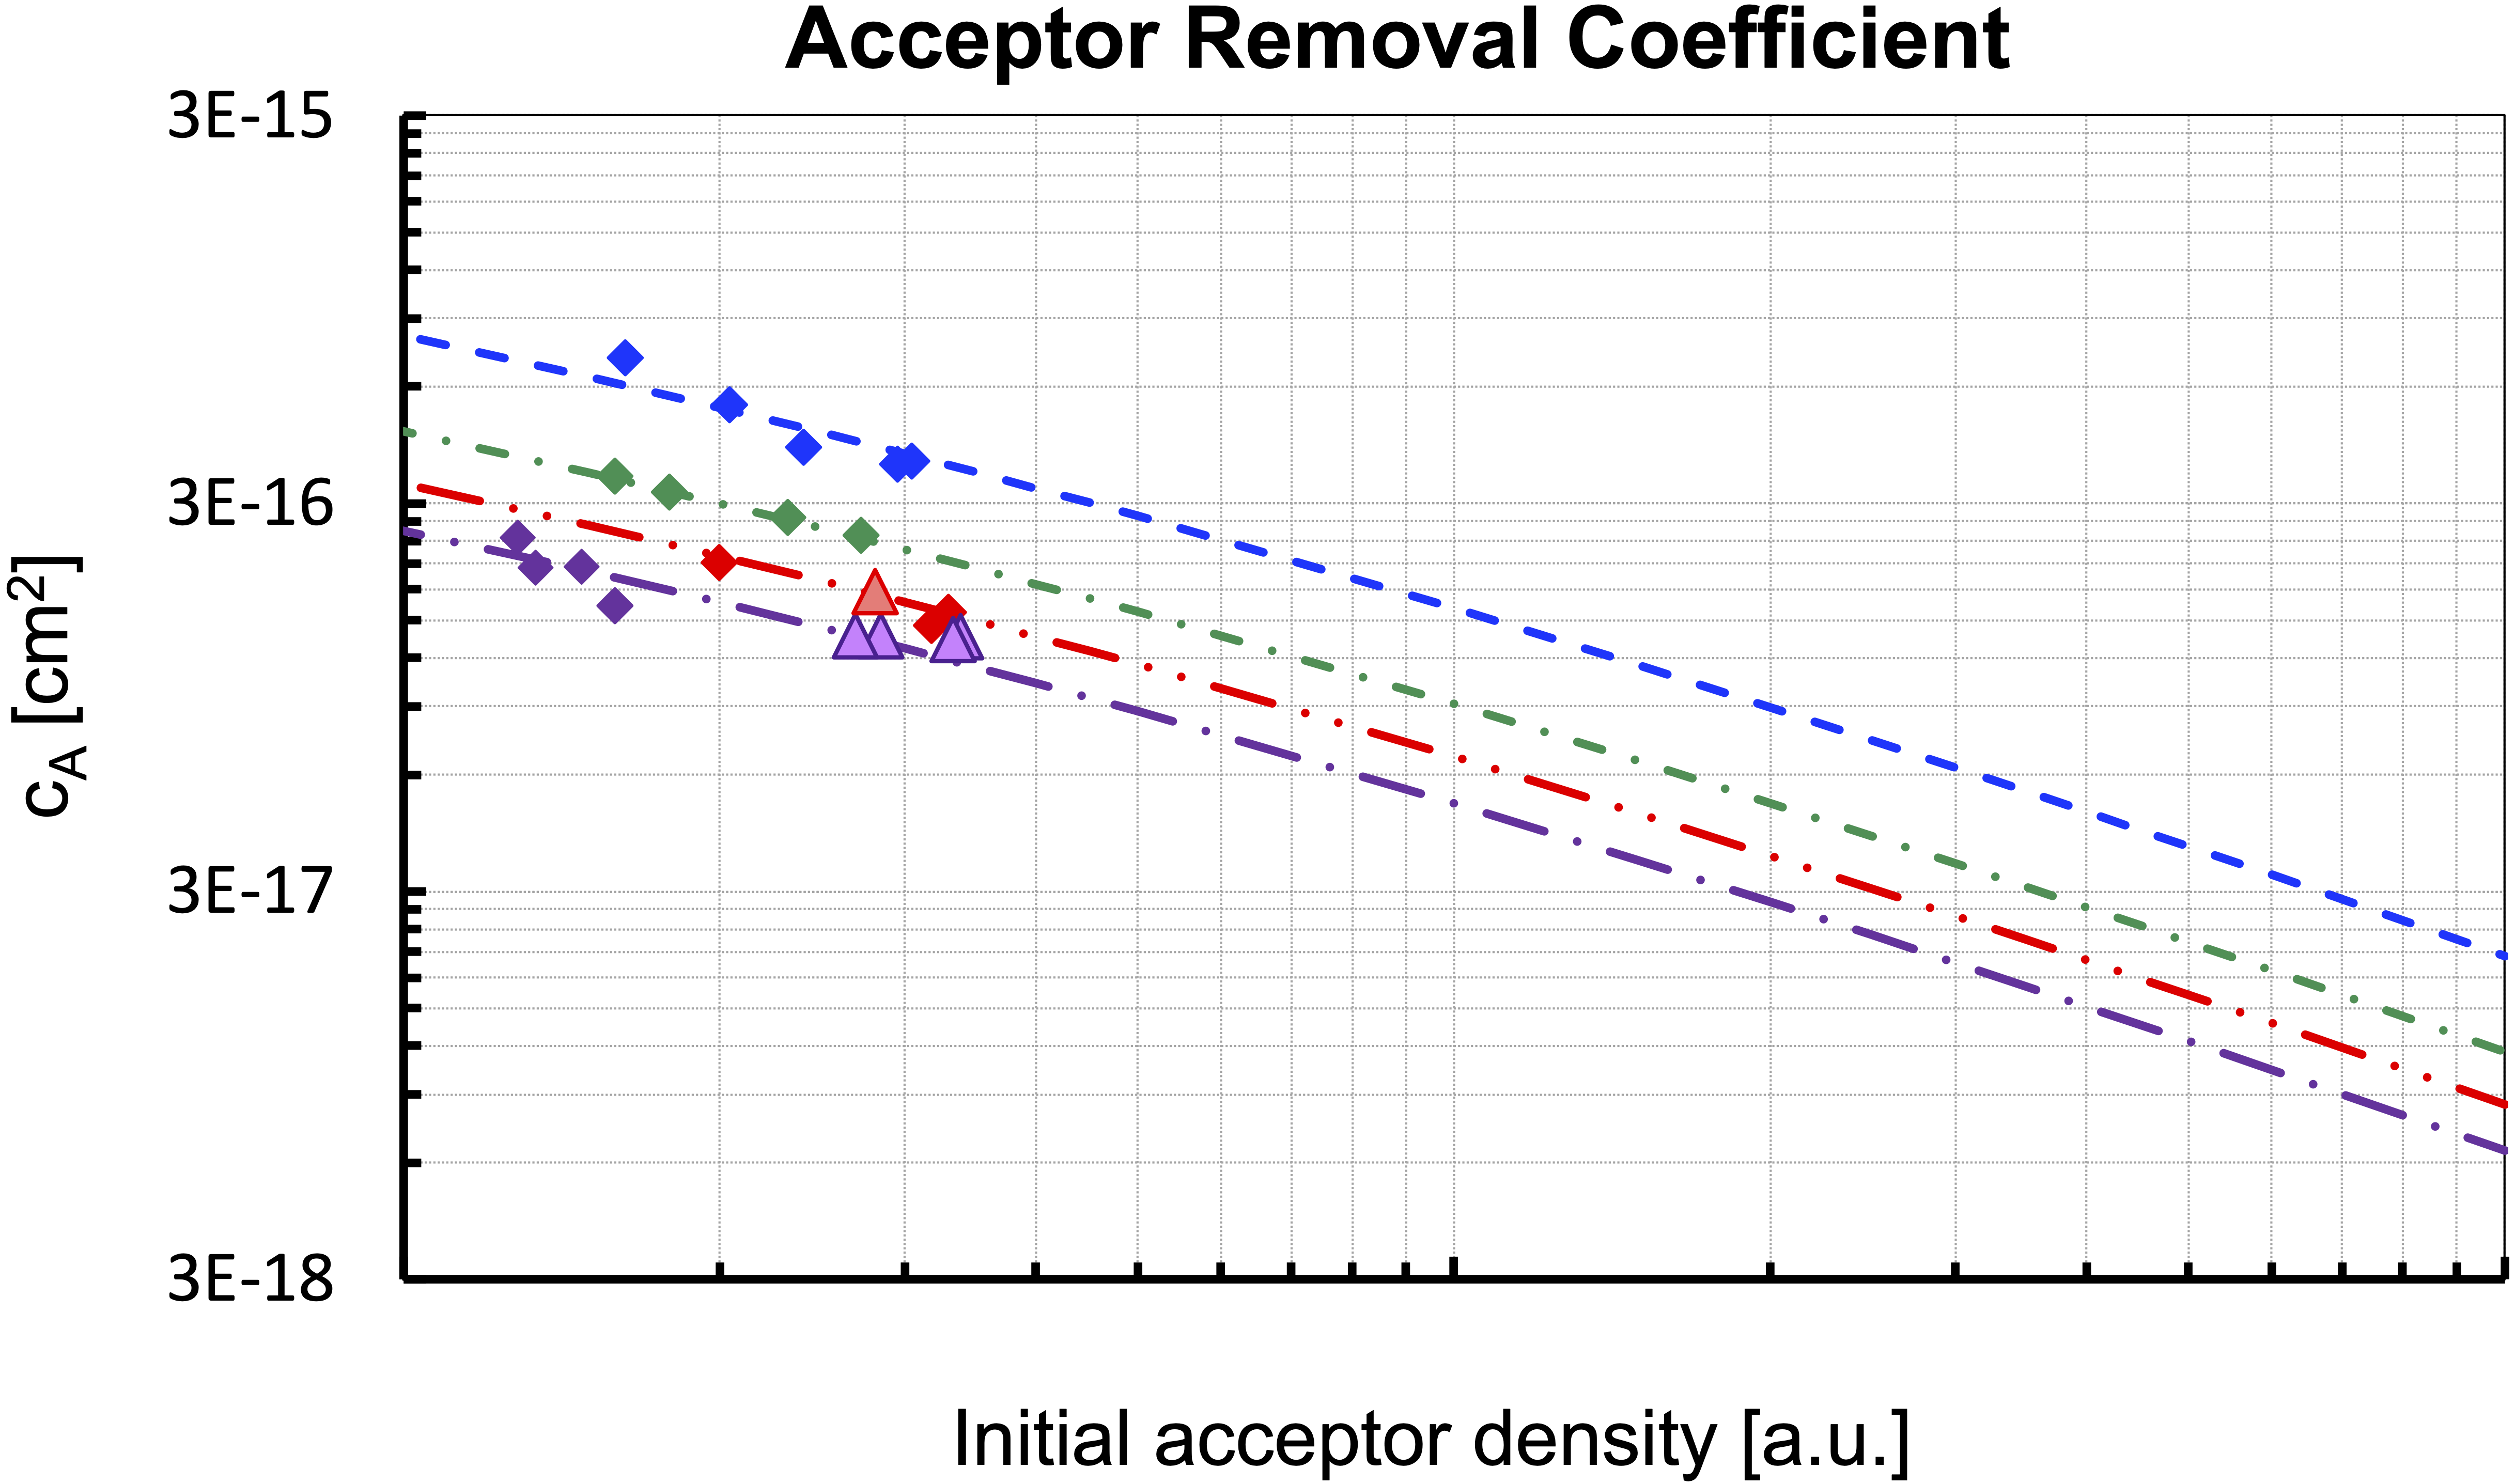 Acceptor Removal Coefficient
3E-15
3E-16
3E-17
3E-18
cA [cm2]
Initial acceptor density [a.u.]